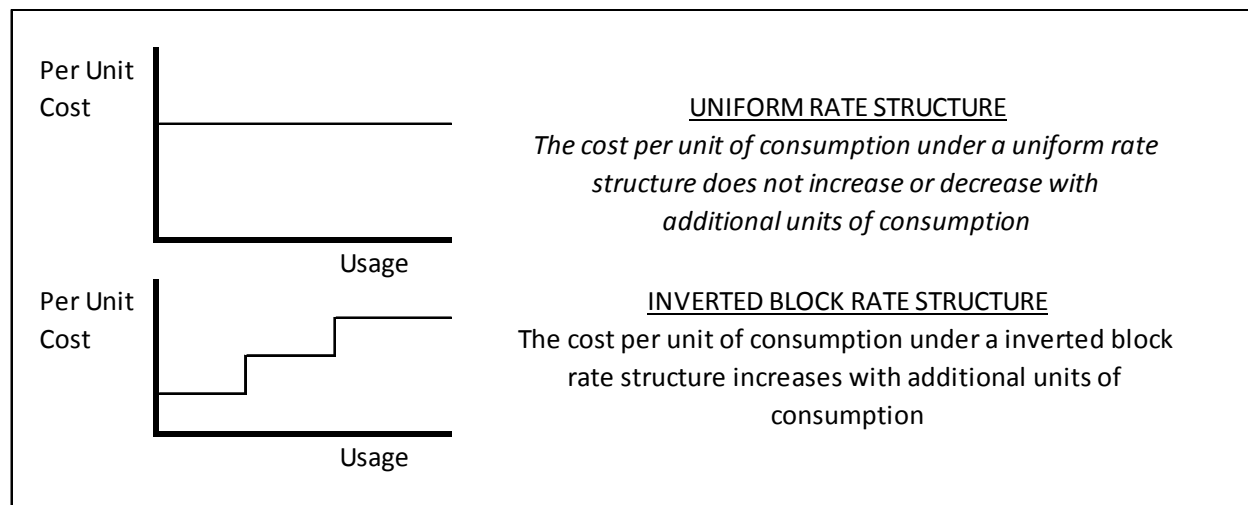 Per Unit
Cost
UNIFORM RATE STRUCTURE
The cost per unit of consumption under a uniform rate
structure does not increase or decrease with
additional units of consumption
Usage
Per Unit
Cost
INVERTED BLOCK RATE STRUCTURE
The cost per unit of consumption under a inverted block
rate structure increases with additional units of
consumption
Usage